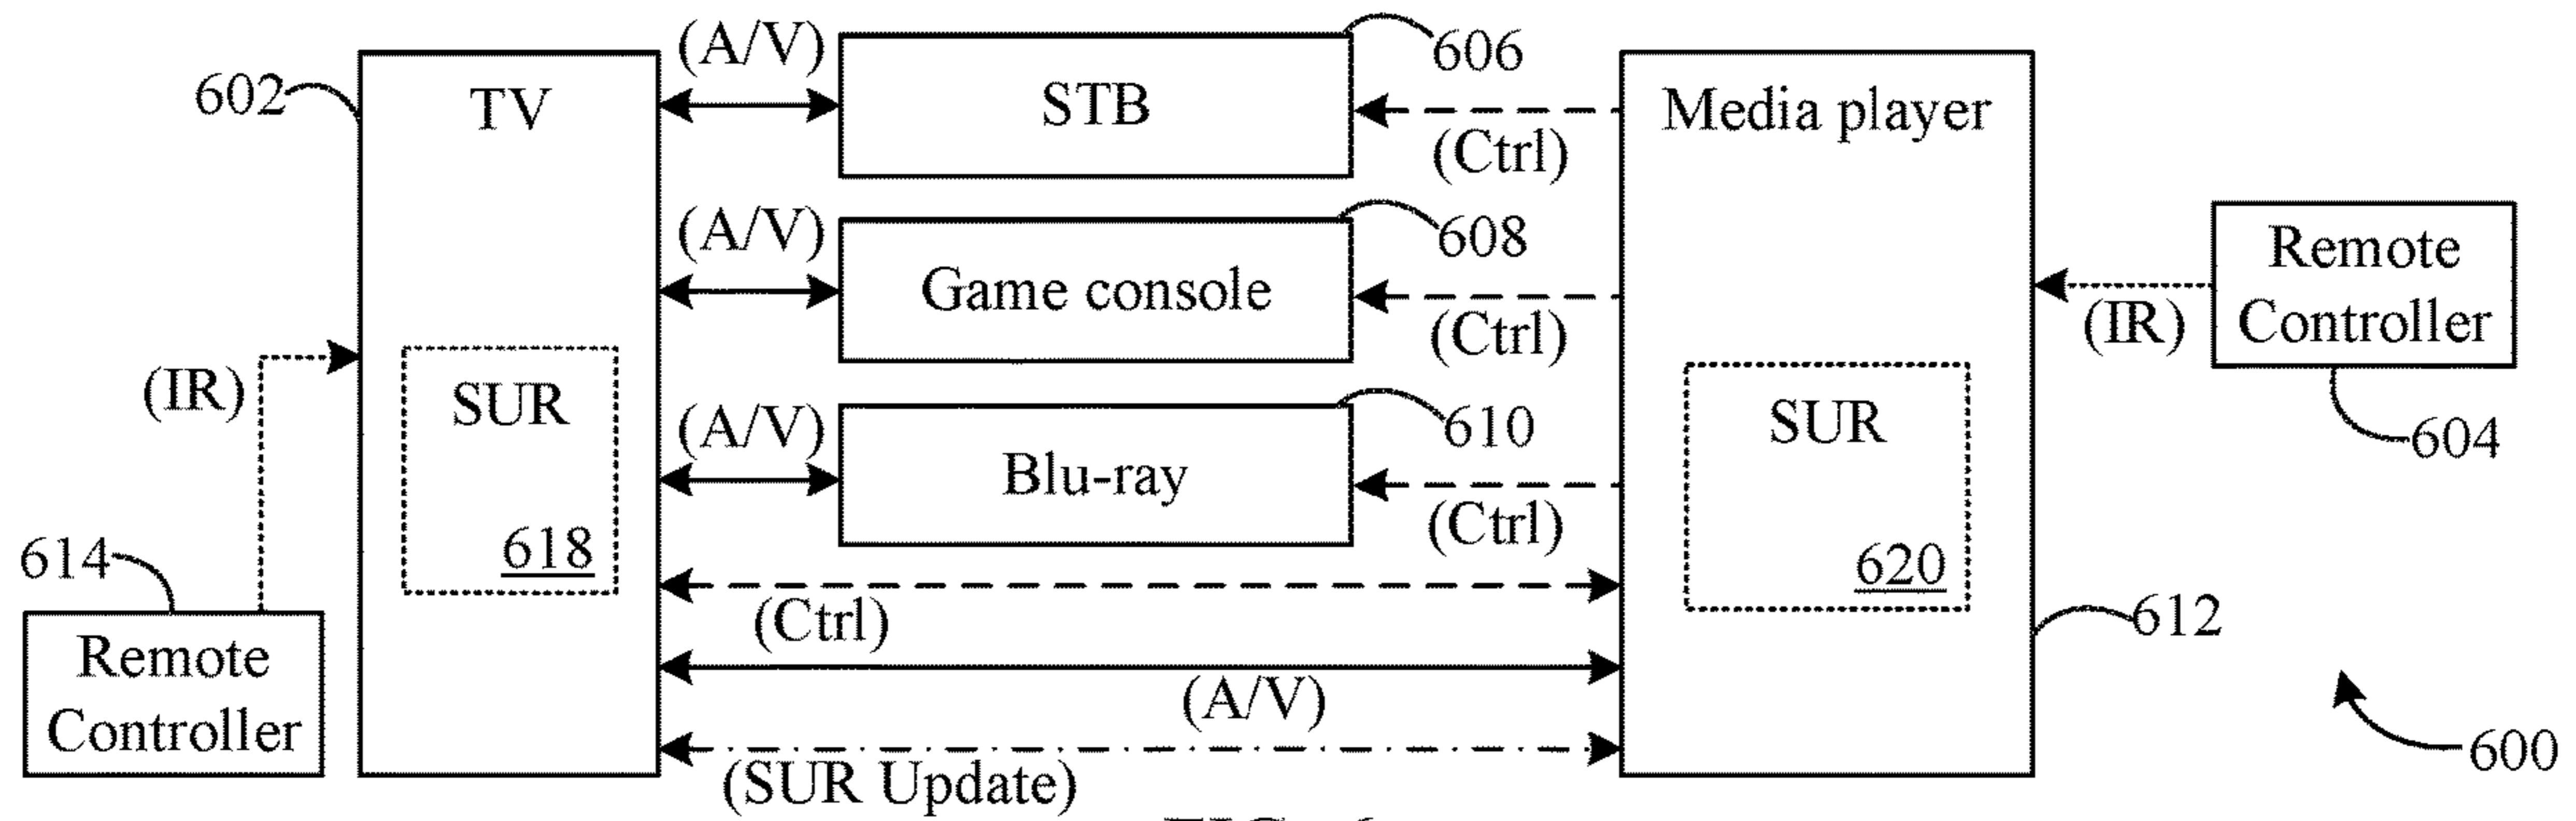 (A/V)
606
602
TV
STB
Media player
(Ctrl)
(A/V)
608
Remote
Controller
Game console
(Ctrl)
(IR)
(IR)
SUR
618
(A/V)
610
Blu-ray
(Ctrl)
SUR
620
604
614
Remote
Controller
(Ctrl)
612
(A/V)
(SUR Update)
600